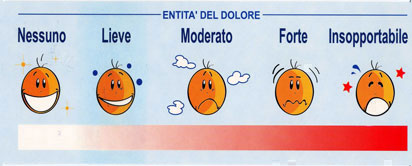 ENTITA' DEL DOLORE
Nessuno Lieve Moderato Forte Insopportabile